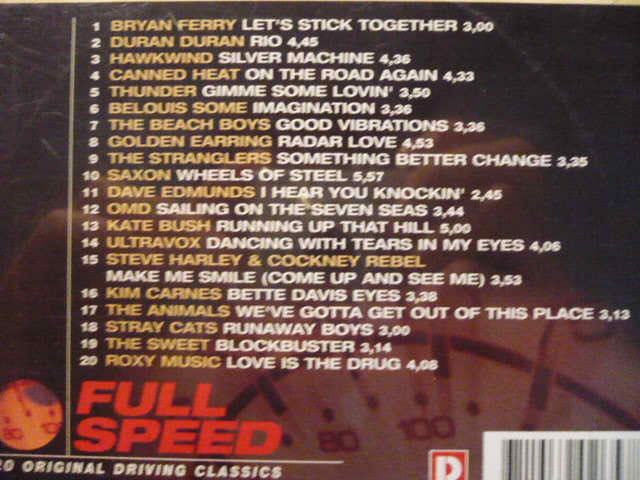 1 BRYAN FERRY LET'S STICK TOGETHER 3,00
2 DURAN DURAN RIO 4,45
3 HAWKWIND SILVER MACHINE 4,36
4 CANNED HEAT ON THE ROAD AGAIN 4,33
5 THUNDER GIMME SOME LOVIN' 3,50
6 BELOUIS SOME IMAGINATION 3,36
7 THE BEACH BOYS GOOD VIBRATIONS 3,36
8 GOLDEN EARRING RADAR LOVE 4,53
9 THE STRANGLERS SOMETHING BETTER CHANGE 3,35
10 SAXON WHEELS OF STEEL 5,57
11 DAVE EDMUNDS I HEAR YOU KNOCKIN' 2,45
12 OMD SAILING ON THE SEVEN SEAS 3,44
13 KATE BUSH RUNNING UP THAT HILL 5,00
14 ULTRAVOX DANCING WITH TEARS IN MY EYES 4,06
15 STEVE HARLEY & COCKNEY REBEL
MAKE ME SMILE (COME UP AND SEE ME) 3,53
16 KIM CARNES BETTE DAVIS EYES 3,38
17 THE ANIMALS WE'VE GOTTA GET OUT OF THIS PLACE 3,13
18 STRAY CATS RUNAWAY BOYS 3,00
19 THE SWEET BLOCKBUSTER 3,14
20 ROXY MUSIC LOVE IS THE DRUG 4,08
FULL
SPEED
80 100
80 100
20 ORIGINAL DRIVING CLASSICS
D